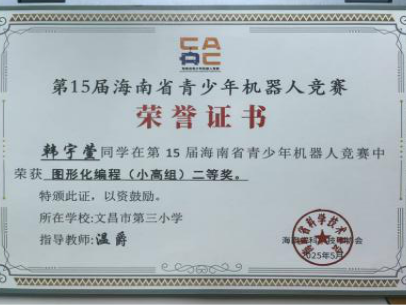 CAAC
第15届海南省青少年机器人竞赛
荣誉证书
韩宇莹同学在第 15 届海南省青少年机器人竞赛中
荣获 图形化编程（小高组）二等奖。
特颁此证，以资鼓励。
所在学校:文昌市第三小学
指导教师:温爵
2025年5月